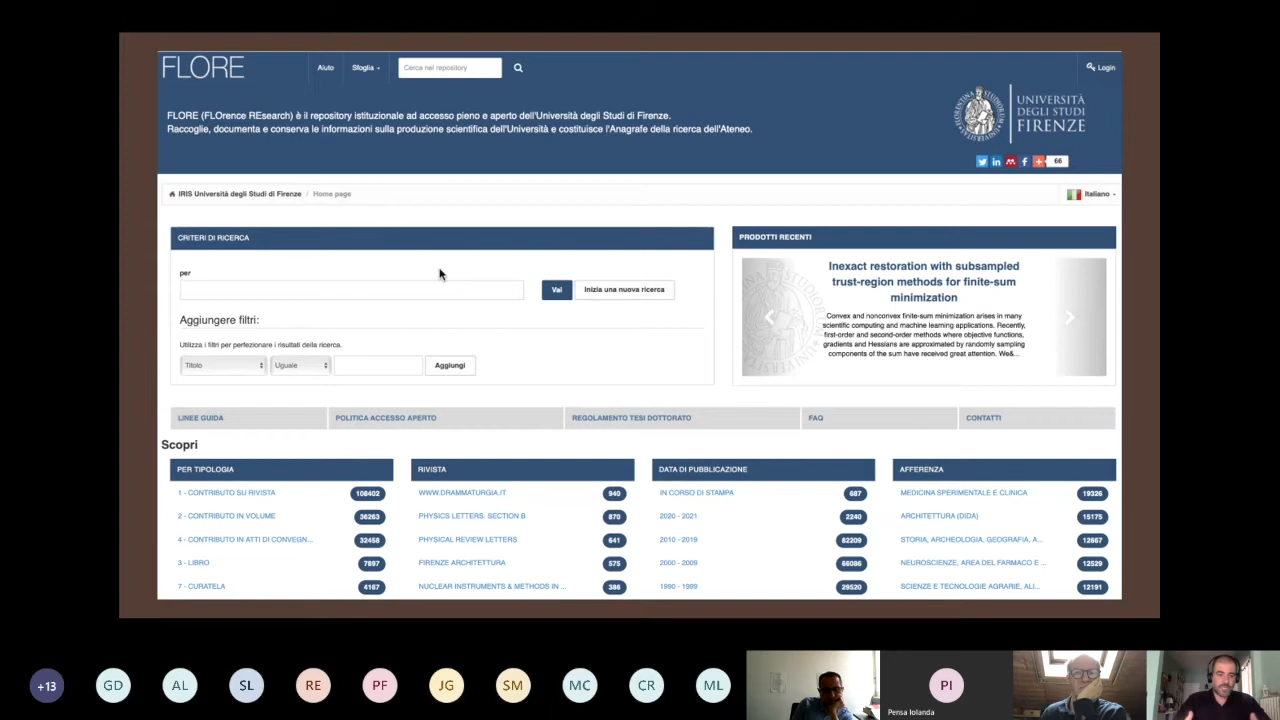 FLORE
Aiuto
Sfoglia
Cerca nel repository
Login
FLORE (FLOrence REsearch) è il repository istituzionale ad accesso pieno e aperto dell'Università degli Studi di Firenze.
Raccoglie, documenta e conserve le informazioni sulla produzione scientifica dell'Università e costituisce l'Anagrafe della ricerca dell'Ateneo.
UNIVERSITÀ
DEGLI STUDI
FIRENZE
66
IRIS Università degli Studi di Firenze / Home page
Italiano
CRITERI DI RICERCA
per
Vai
Inizia una nuova ricerca
Aggiungere filtri:
Utilizza i filtri per perfezionare i risultati della ricerca.
Titolo
Uguale
Aggiungi
PRODOTTI RECENTI
Inexact restoration with subsampled
trust-region methods for finite-sum
minimization
Convex and nonconvex finite-sum minimization arises in many
scientific computing and machine learning applications. Recently,
first-order and second-order methods where objective functions,
gradients and Hessians are approximated by randomly sampling
components of the sum have received great attention. We&...
LINEE GUIDA
POLITICA ACCESSO APERTO
REGOLAMENTO TESI DOTTORATO
FAQ
CONTATTI
Scopri
PER TIPOLOGIA
1 - CONTRIBUTO SU RIVISTA 108402
2 - CONTRIBUTO IN VOLUME 36263
4 - CONTRIBUTO IN ATTI DI CONVEGN... 32458
3 - LIBRO 7897
7 - CURATELA 4167
RIVISTA
WWW.DRAMMATURGIA.IT 940
PHYSICS LETTERS. SECTION B 870
PHYSICAL REVIEW LETTERS 641
FIRENZE ARCHITETTURA 575
NUCLEAR INSTRUMENTS & METHODS IN ... 386
DATA DI PUBBLICAZIONE
IN CORSO DI STAMPA 687
2020 - 2021 2240
2010 - 2019 82209
2000 - 2009 66086
1990 - 1999 29520
AFFERENZA
MEDICINA SPERIMENTALE E CLINICA 19326
ARCHITETTURA (DIDA) 15175
STORIA, ARCHEOLOGIA, GEOGRAFIA, A... 12667
NEUROSCIENZE, AREA DEL FARMACO E ... 12529
SCIENZE E TECNOLOGIE AGRARIE, ALI... 12191
+13
GD
AL
SL
RE
PF
JG
SM
MC
CR
ML
PI
Pensa Iolanda